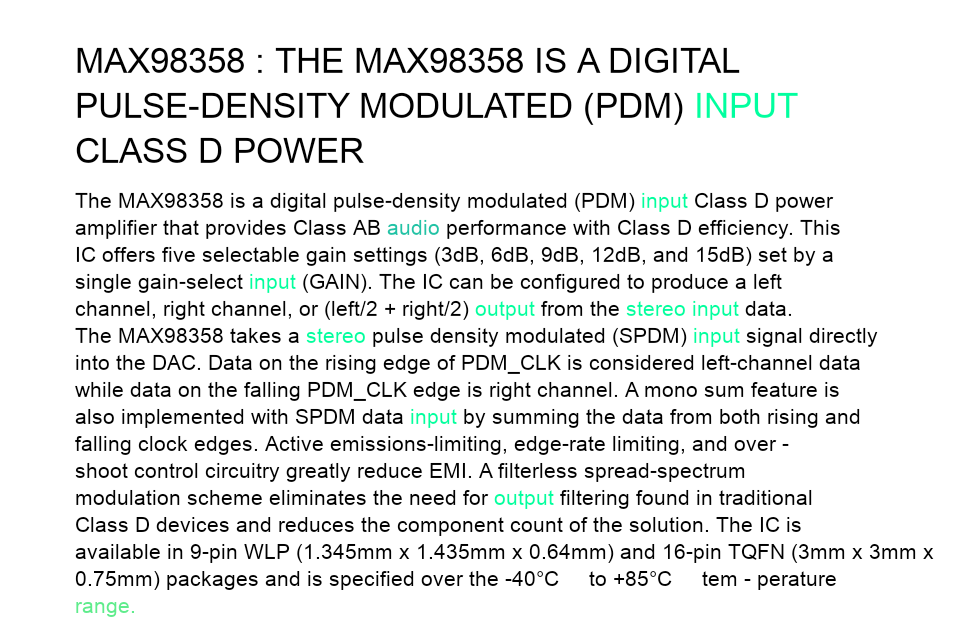 MAX98358 : THE MAX98358 IS A DIGITAL
PULSE-DENSITY MODULATED (PDM) INPUT
CLASS D POWER
The MAX98358 is a digital pulse-density modulated (PDM) input Class D power
amplifier that provides Class AB audio performance with Class D efficiency. This
IC offers five selectable gain settings (3dB, 6dB, 9dB, 12dB, and 15dB) set by a
single gain-select input (GAIN). The IC can be configured to produce a left
channel, right channel, or (left/2 + right/2) output from the stereo input data.
The MAX98358 takes a stereo pulse density modulated (SPDM) input signal directly
into the DAC. Data on the rising edge of PDM_CLK is considered left-channel data
while data on the falling PDM_CLK edge is right channel. A mono sum feature is
also implemented with SPDM data input by summing the data from both rising and
falling clock edges. Active emissions-limiting, edge-rate limiting, and over -
shoot control circuitry greatly reduce EMI. A filterless spread-spectrum
modulation scheme eliminates the need for output filtering found in traditional
Class D devices and reduces the component count of the solution. The IC is
available in 9-pin WLP (1.345mm x 1.435mm x 0.64mm) and 16-pin TQFN (3mm x 3mm x
0.75mm) packages and is specified over the -40°C to +85°C tem - perature
range.